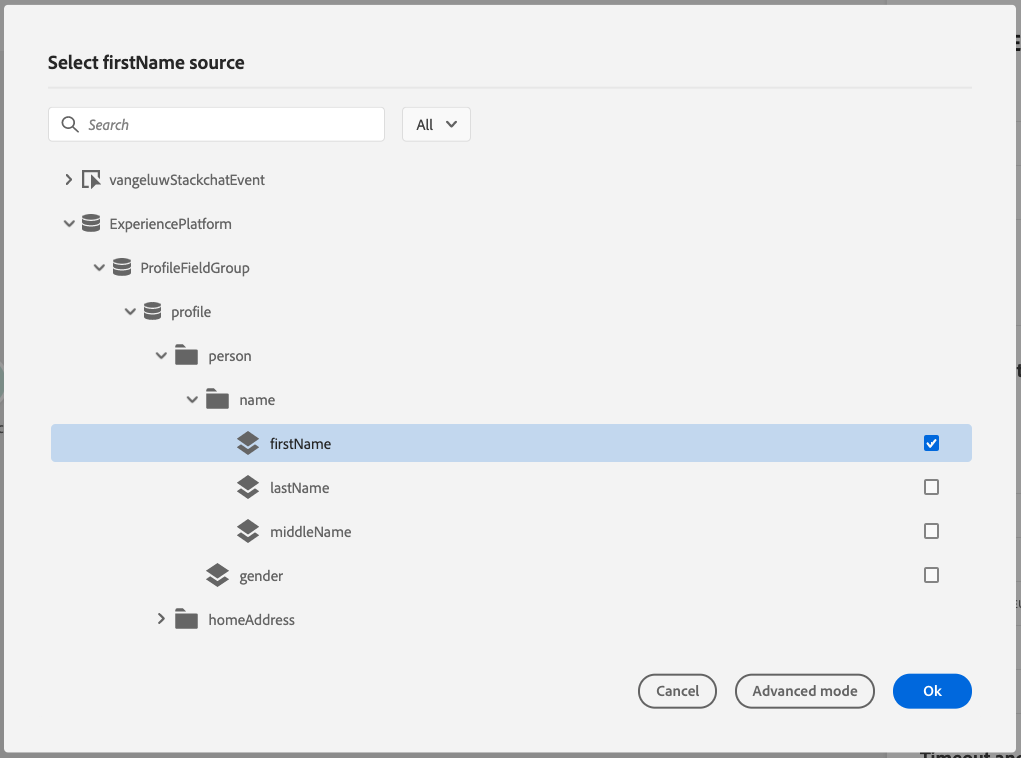 Select firstName source
Search
All
vangeluwStackchatEvent
ExperiencePlatform
ProfileFieldGroup
profile
person
name
firstName
lastName
middleName
gender
homeAddress
Cancel Advanced mode Ok
Timeout and